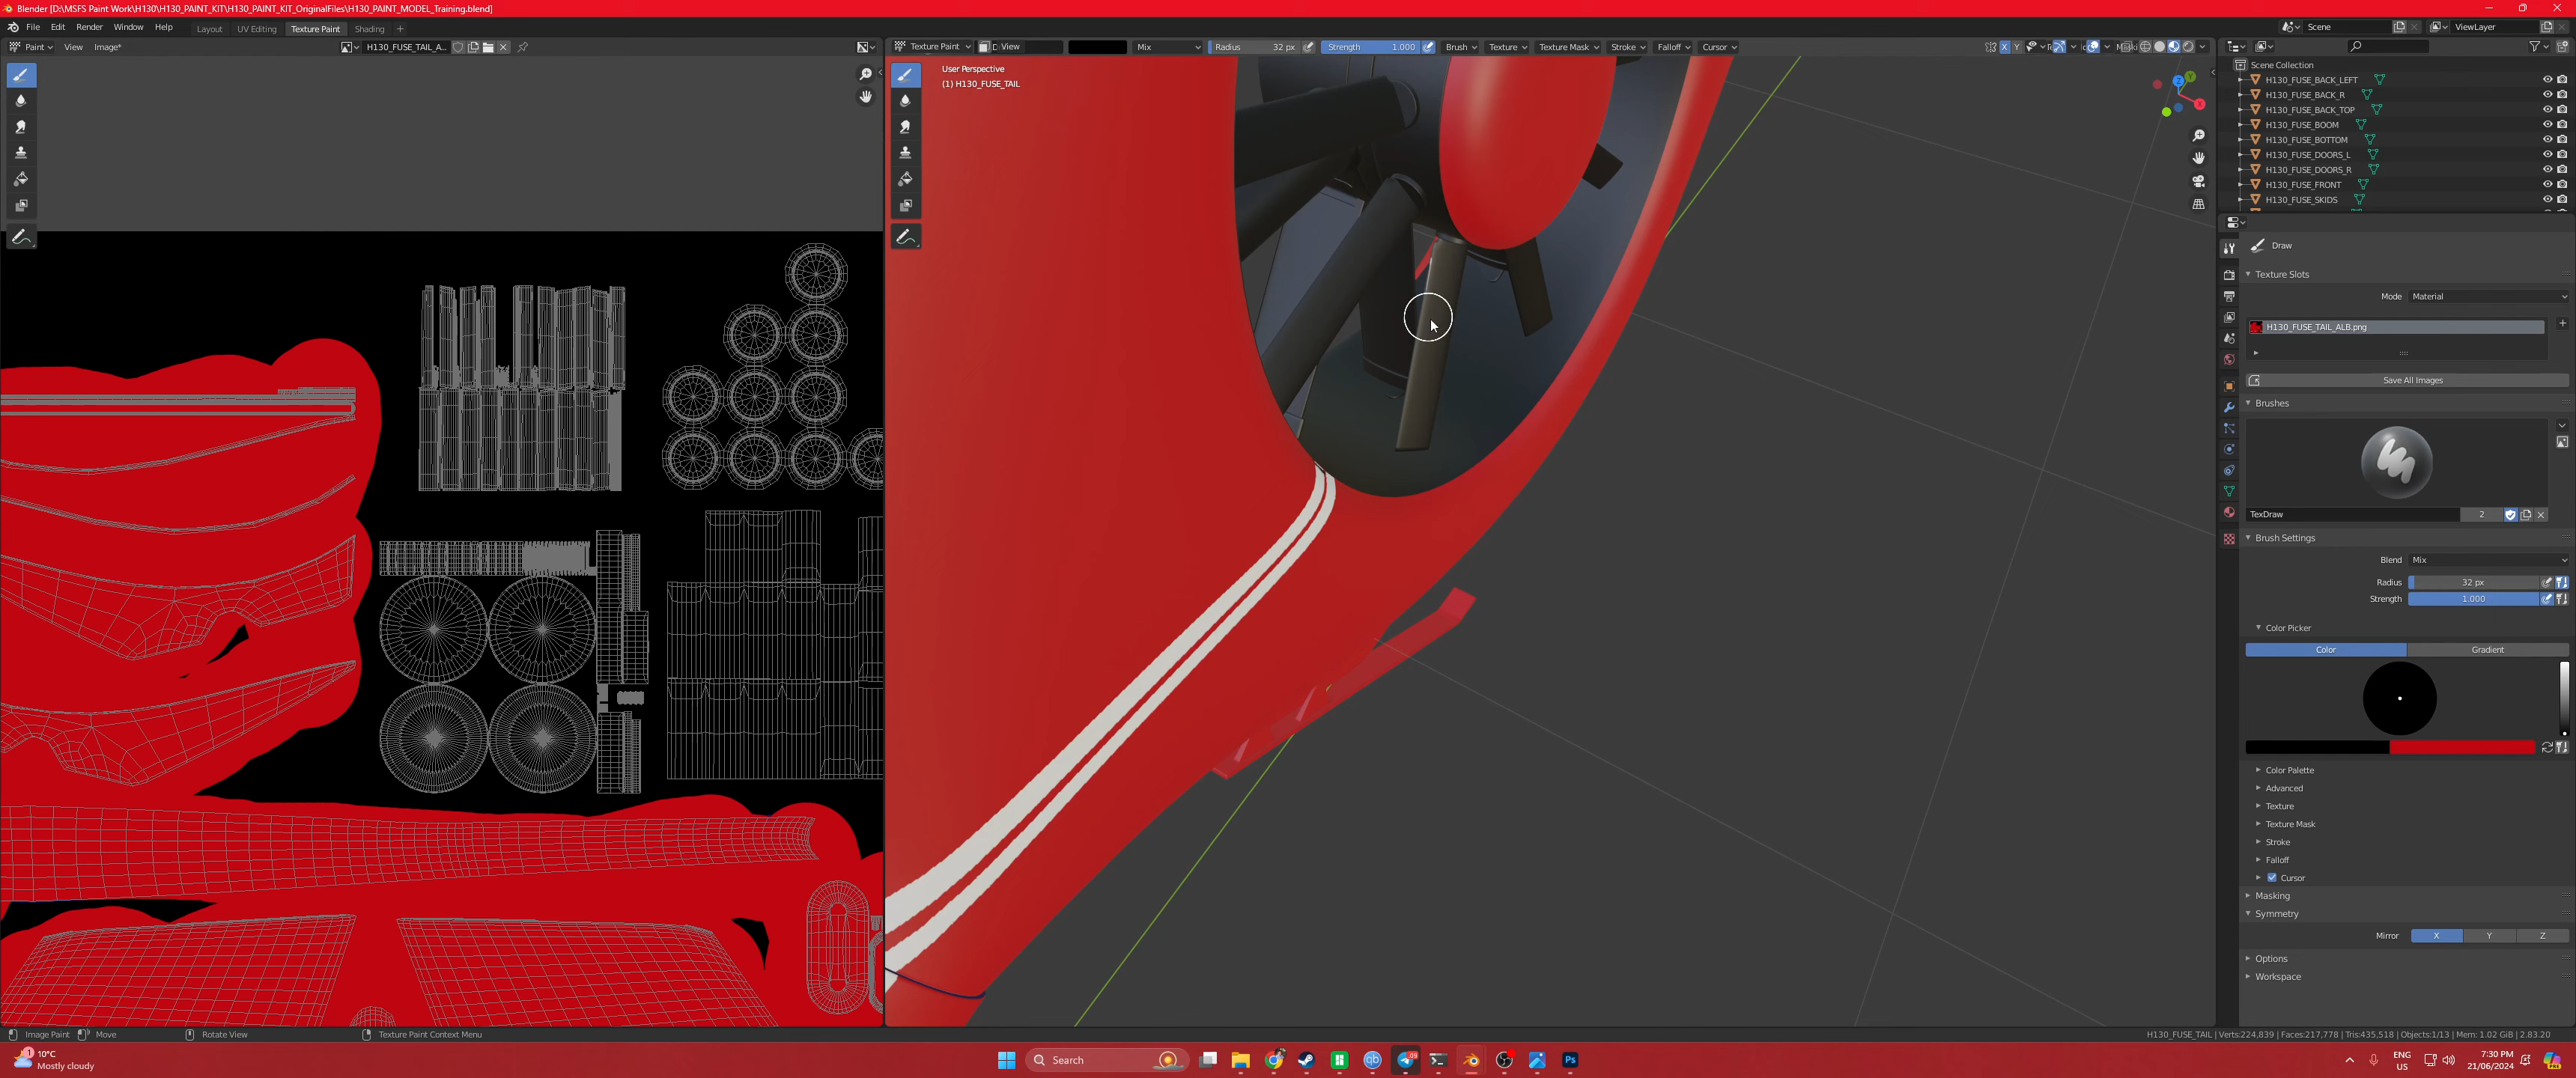 Blender [D:\MSFS Paint Work\H130\H130_PAINT_KIT\H130_PAINT_KIT_OriginalFiles\H130_PAINT_MODEL_Training.blend]
File Edit Render Window Help Layout UV Editing Texture Paint Shading + Scene ViewLayer
Paint View Image* H130_FUSE_TAIL_A... Texture Paint View Mix Radius 32 px Strength 1.000 Brush Texture Texture Mask Stroke Falloff Cursor X Y
User Perspective
(1) H130_FUSE_TAIL
Scene Collection
H130_FUSE_BACK_LEFT
H130_FUSE_BACK_R
H130_FUSE_BACK_TOP
H130_FUSE_BOOM
H130_FUSE_BOTTOM
H130_FUSE_DOORS_L
H130_FUSE_DOORS_R
H130_FUSE_FRONT
H130_FUSE_SKIDS
Draw
Texture Slots
Mode Material
H130_FUSE_TAIL_ALB.png
Save All Images
Brushes
TexDraw 2
Brush Settings
Blend Mix
Radius 32 px
Strength 1.000
Color Picker
Color Gradient
Color Palette
Advanced
Texture
Texture Mask
Stroke
Falloff
Cursor
Masking
Symmetry
Mirror X Y Z
Options
Workspace
Image Paint Move Rotate View Texture Paint Context Menu H130_FUSE_TAIL | Verts:224,839 | Faces:217,778 | Tris:435,518 | Objects:1/13 | Mem: 1.02 GiB | 2.83.20
10°C
Mostly cloudy
Search
ENG
US
7:30 PM
21/06/2024